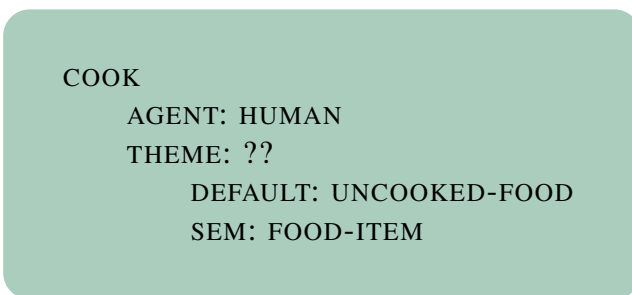 COOK
AGENT: HUMAN
THEME: ??
DEFAULT: UNCOOKED-FOOD
SEM: FOOD-ITEM